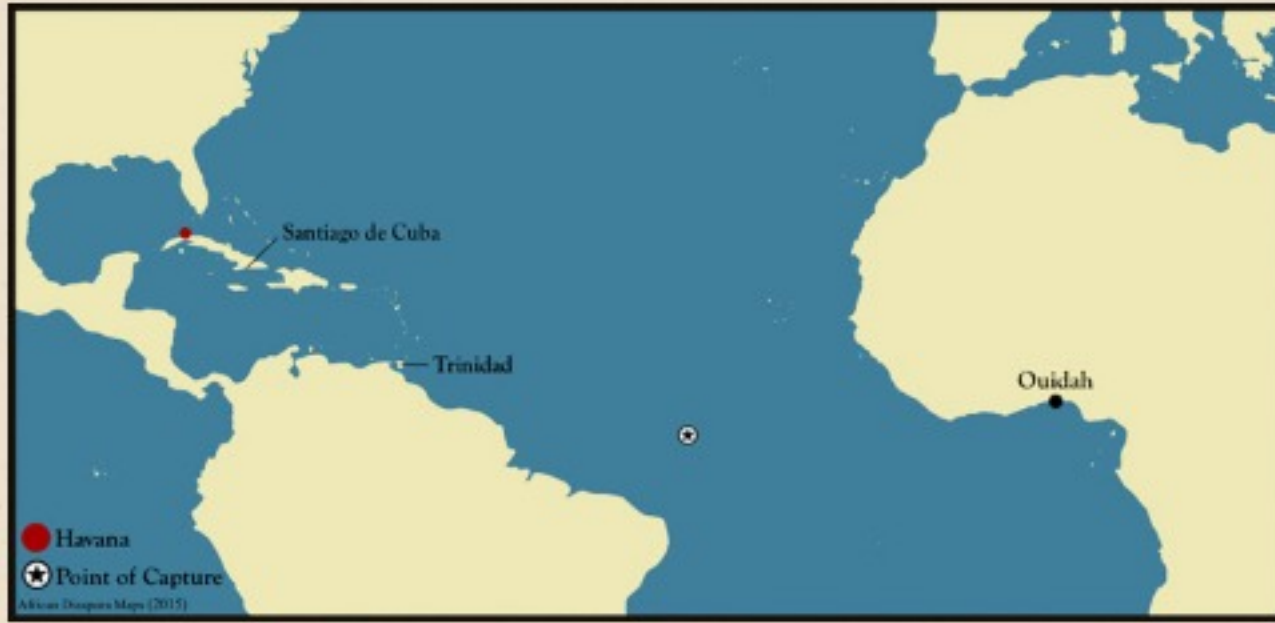 Santiago de Cuba
Trinidad
Ouidah
Havana
Point of Capture
African Diaspora Maps (2015)